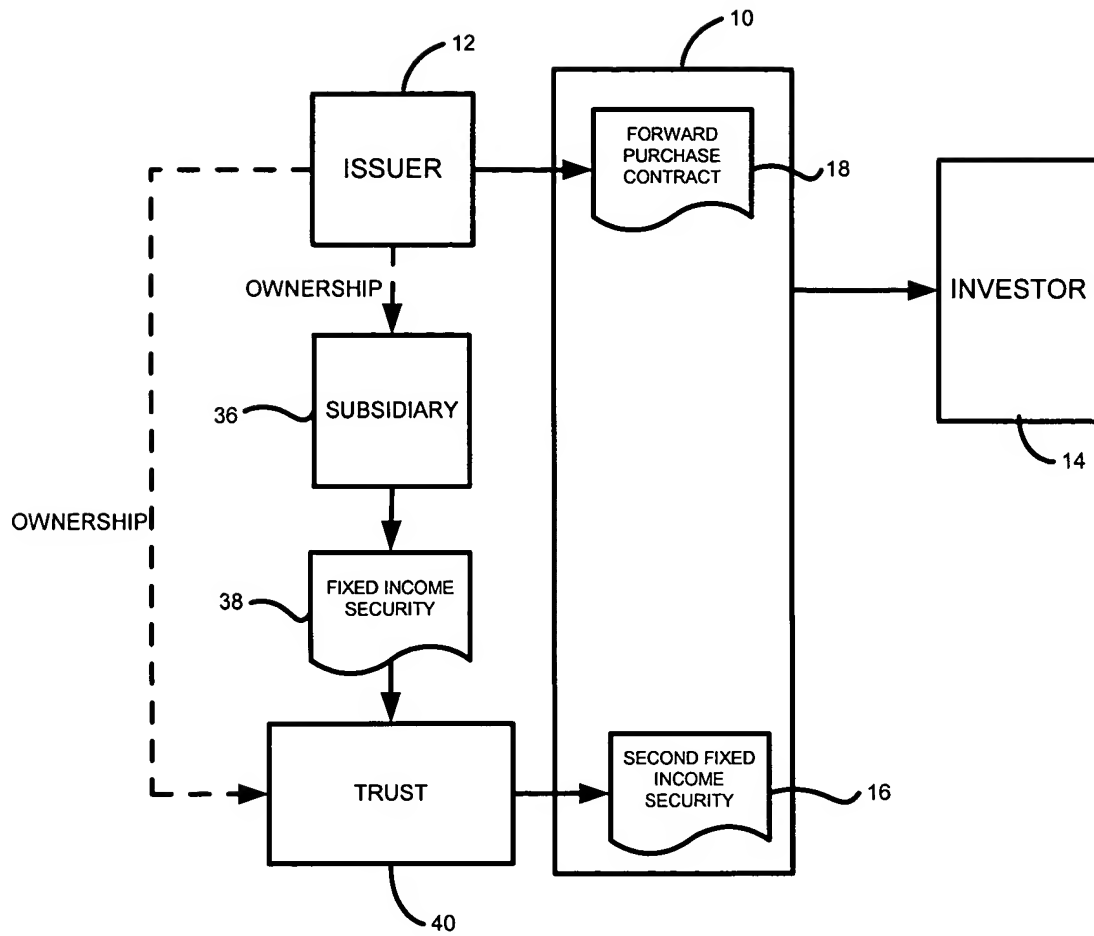 12
10
ISSUER
FORWARD
PURCHASE
CONTRACT
18
OWNERSHIP
INVESTOR
36
SUBSIDIARY
14
OWNERSHIP
38
FIXED INCOME
SECURITY
TRUST
SECOND FIXED
INCOME
SECURITY
16
40